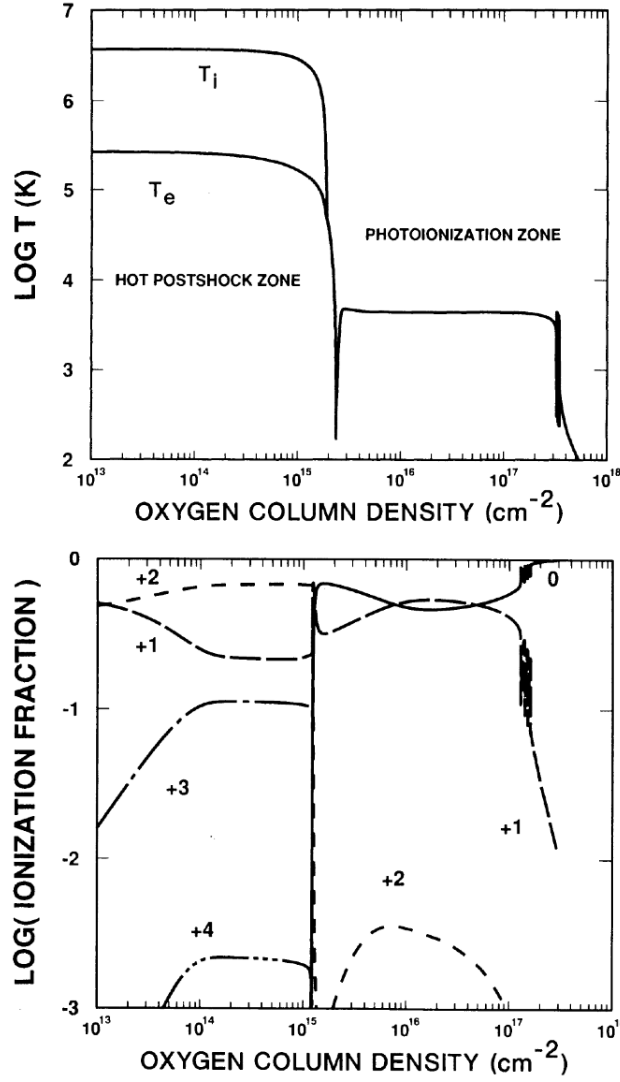 7
6
5
4
3
2
LOG T (K)
T_i
T_e
PHOTOIONIZATION ZONE
HOT POSTSHOCK ZONE
10^13 10^14 10^15 10^16 10^17 10^18
OXYGEN COLUMN DENSITY (cm^-2)
0
-1
-2
-3
LOG( IONIZATION FRACTION )
+2
0
+1
+3
+1
+2
+4
10^13 10^14 10^15 10^16 10^17 10^1
OXYGEN COLUMN DENSITY (cm^-2)